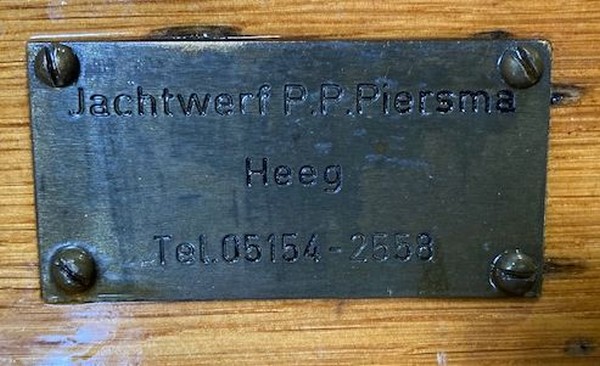 Jachtwerf P.P.Piersma
Heeg
Tel.05154-2558